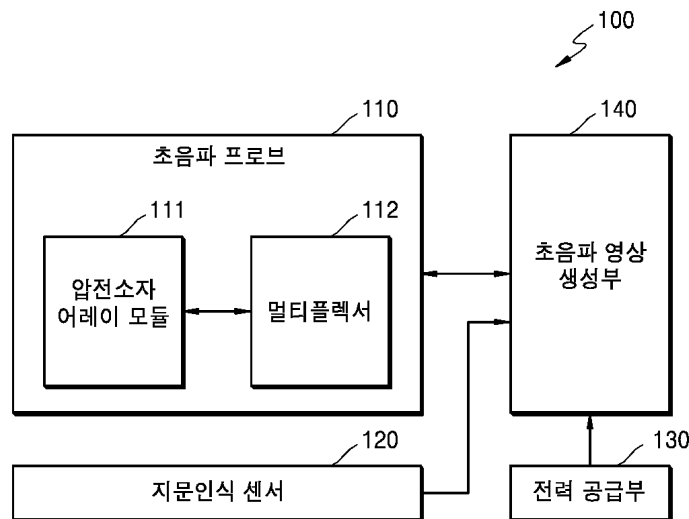 100
110
초음파 프로브
111
압전소자
어레이 모듈
112
멀티플렉서
140
초음파 영상
생성부
120
지문인식 센서
130
전력 공급부